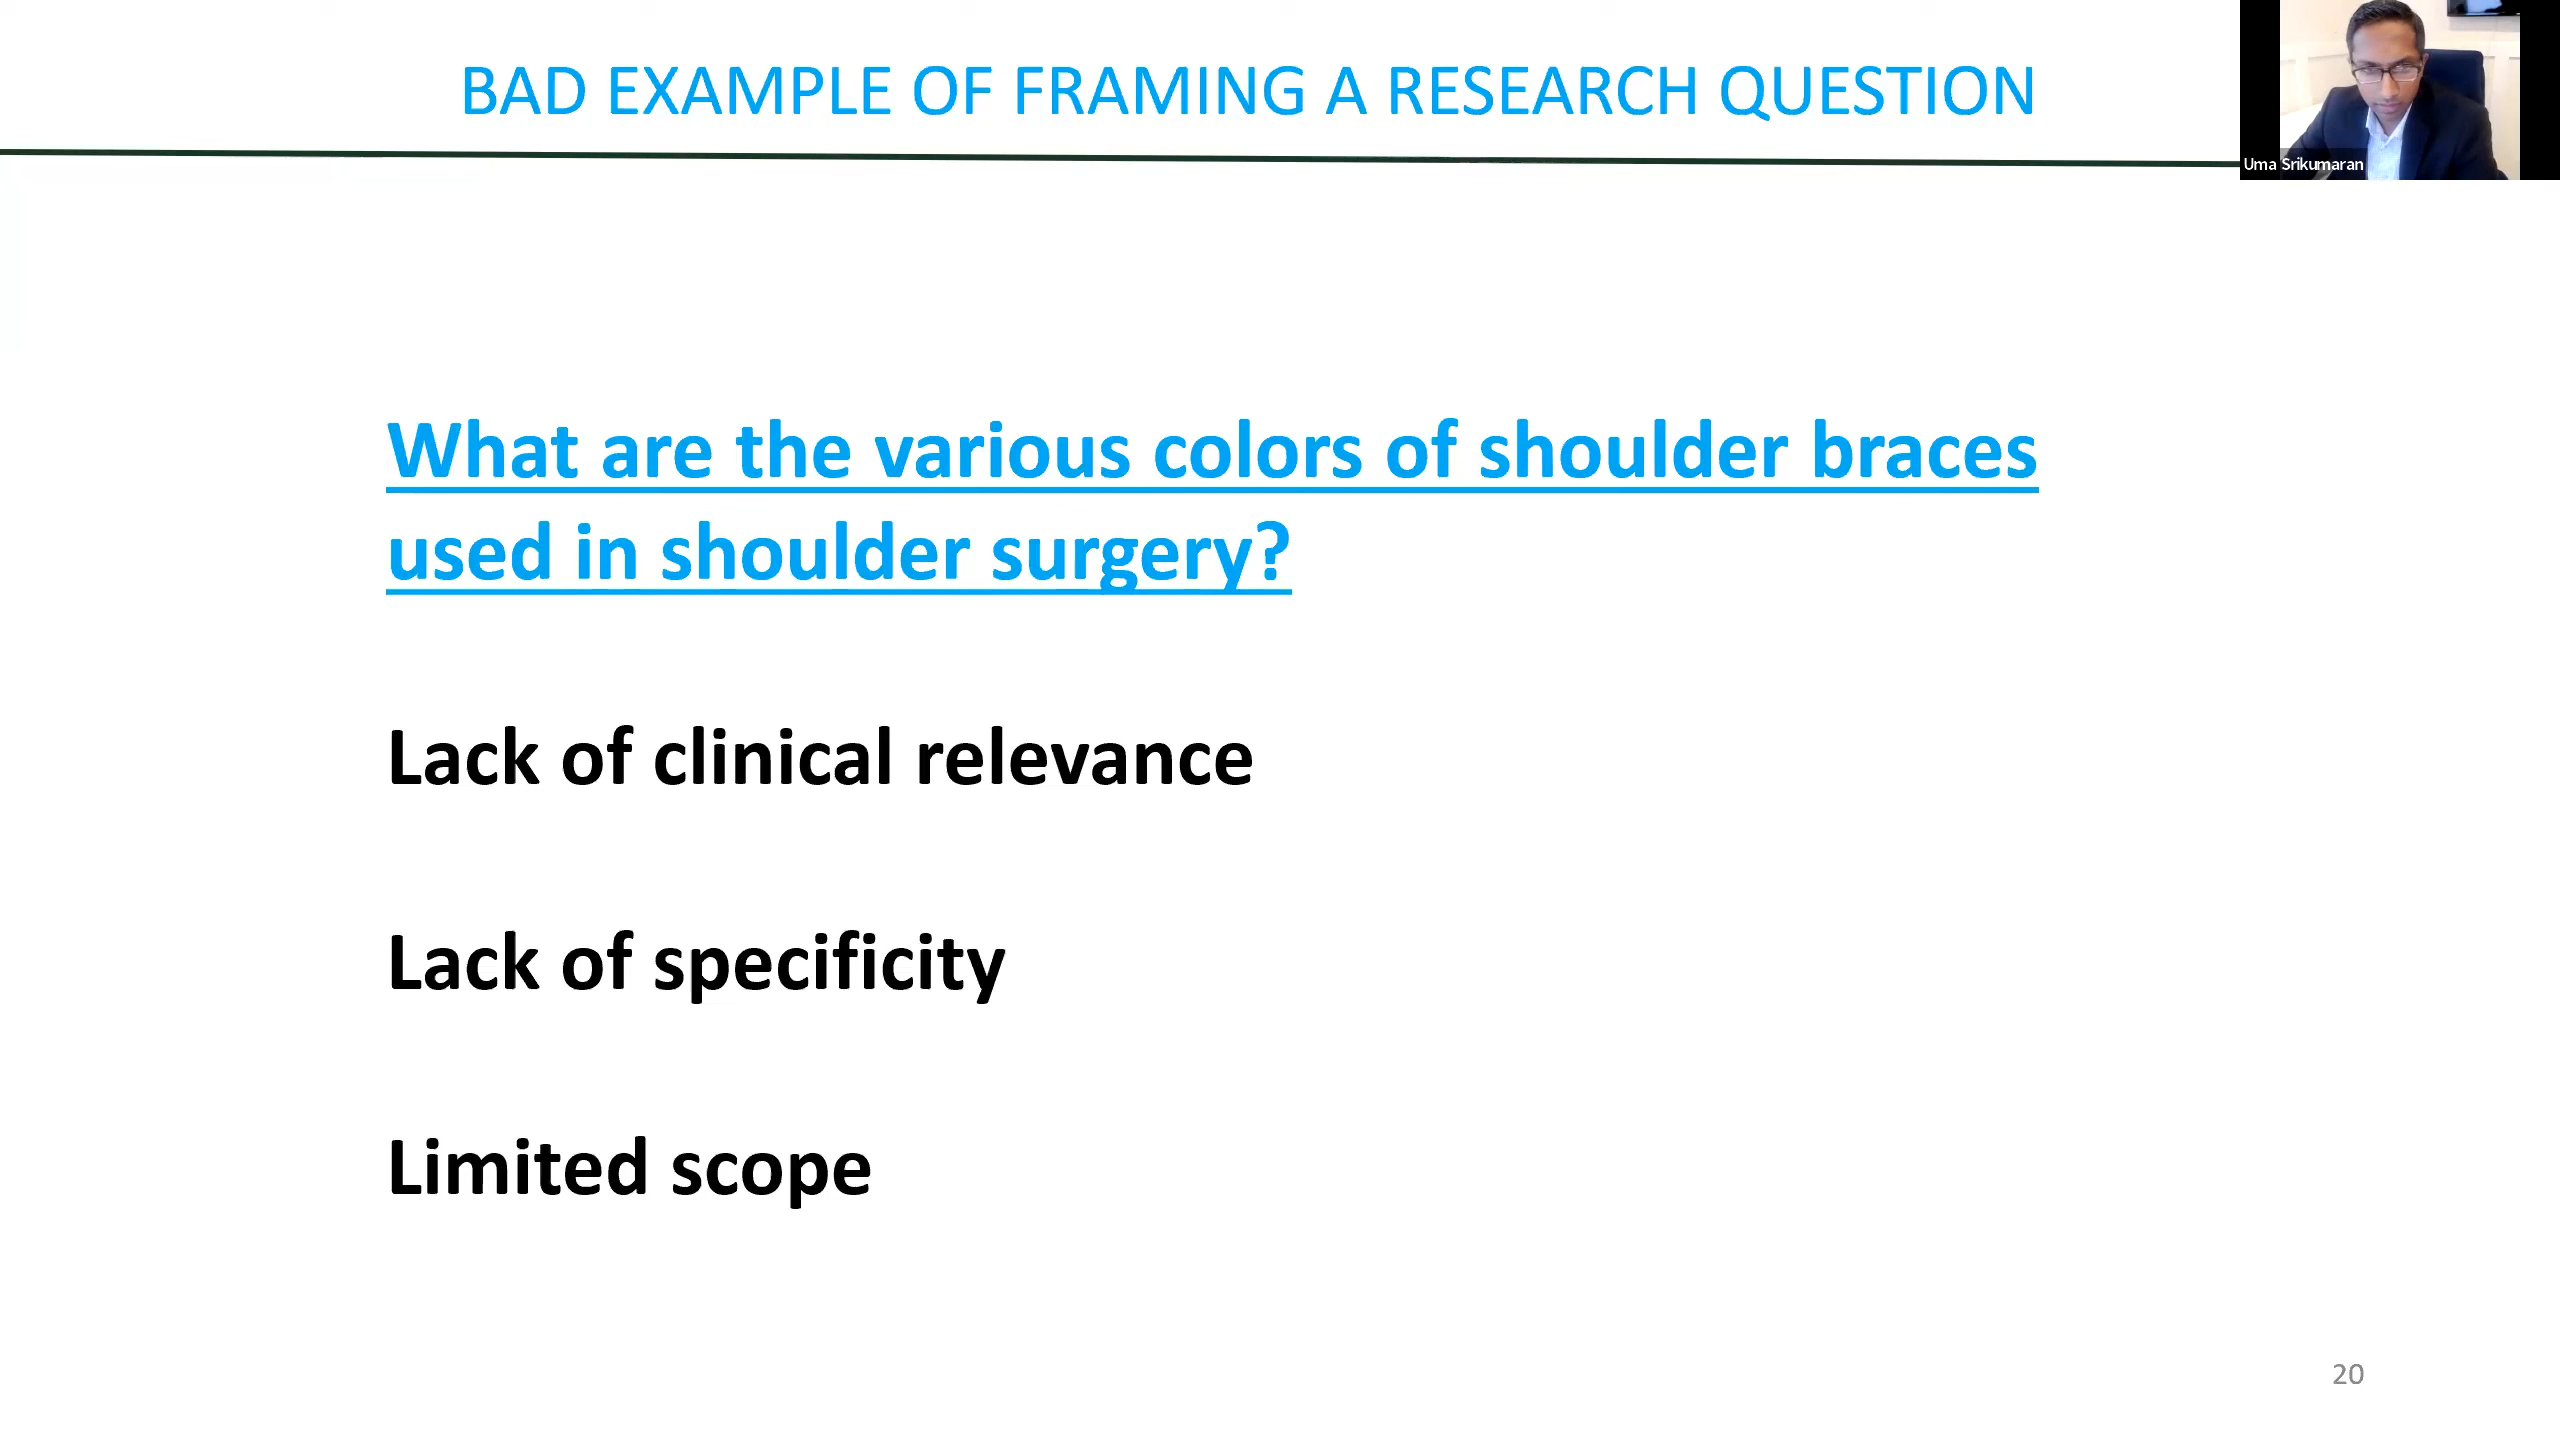 BAD EXAMPLE OF FRAMING A RESEARCH QUESTION
Uma Srikumaran
What are the various colors of shoulder braces
used in shoulder surgery?
Lack of clinical relevance
Lack of specificity
Limited scope
20